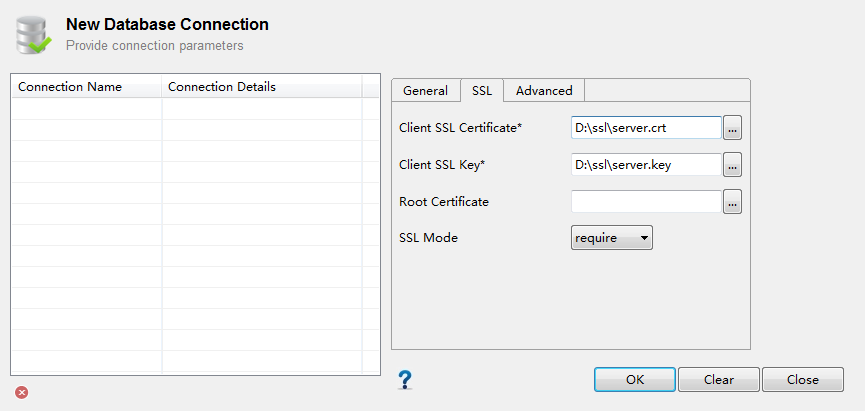 New Database Connection
Provide connection parameters
Connection Name Connection Details
General SSL Advanced
Client SSL Certificate* D:\ssl\server.crt ...
Client SSL Key* D:\ssl\server.key ...
Root Certificate ...
SSL Mode require
? OK Clear Close